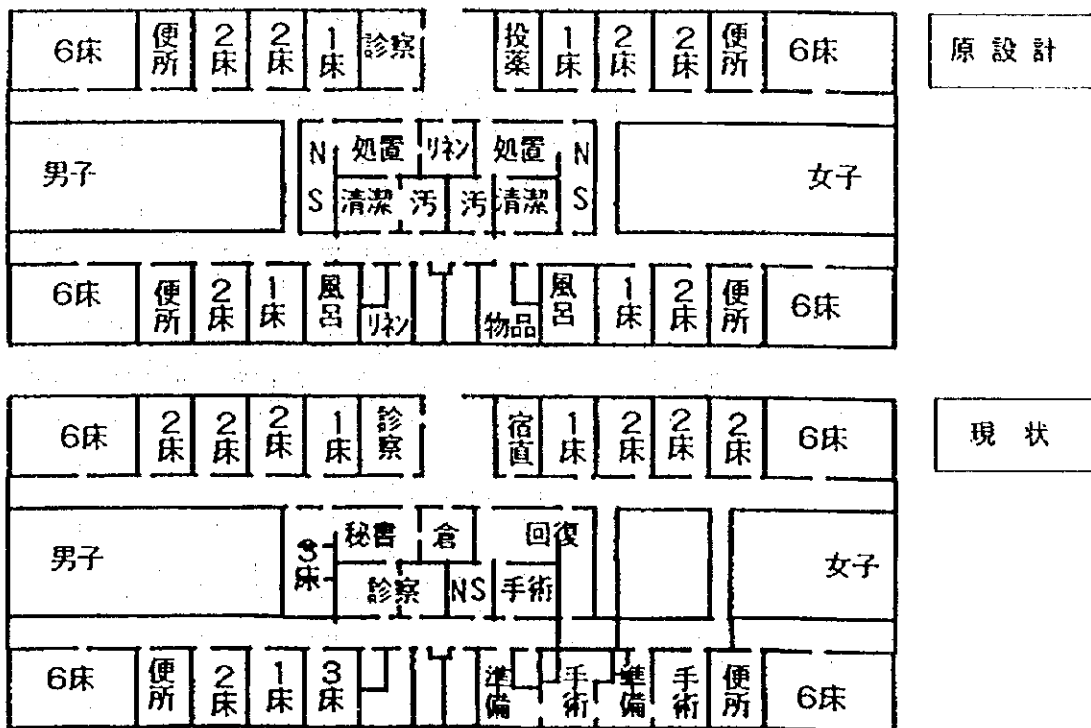 6床 便所 2床 2床 1床 診察 投薬 1床 2床 2床 便所 6床
原設計
男子 NS 処置 リネン 処置 NS 女子
清潔 汚 汚 清潔
6床 便所 2床 1床 風呂 リネン 物品 風呂 1床 2床 便所 6床
6床 2床 2床 2床 1床 診察 宿直 1床 2床 2床 2床 6床
現状
男子 3床 秘書 倉 回復 女子
診察 NS 手術
6床 便所 2床 1床 3床 準備 手術 準備 手術 便所 6床